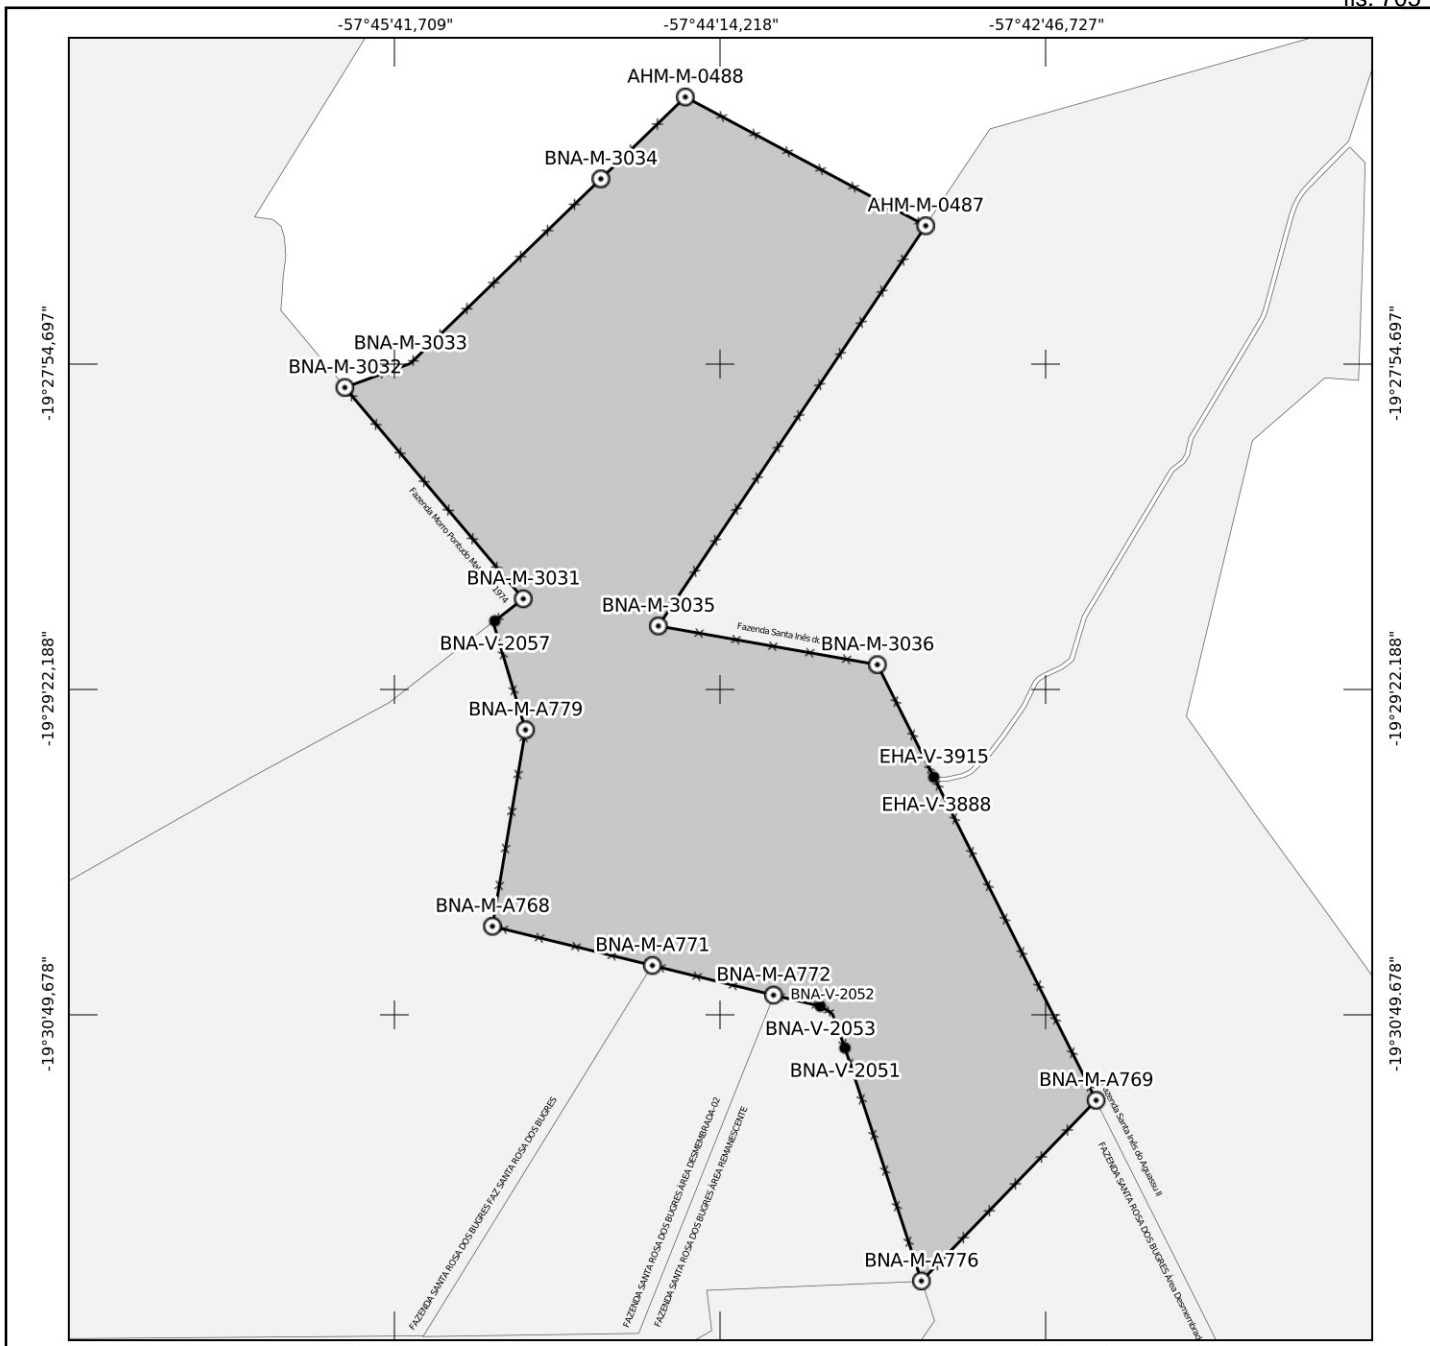 fls. 705
-57°45'41,709"
-57°44'14,218"
-57°42'46,727"
AHM-M-0488
BNA-M-3034
AHM-M-0487
BNA-M-3033
BNA-M-3032
-19°27'54,697"
-19°27'54.697"
Fazenda Morro Pontudo
1974
BNA-M-3031
BNA-M-3035
Fazenda Santa Inês do
BNA-M-3036
BNA-V-2057
-19°29'22,188"
-19°29'22.188"
BNA-M-A779
EHA-V-3915
EHA-V-3888
BNA-M-A768
BNA-M-A771
BNA-M-A772
BNA-V-2052
-19°30'49,678"
-19°30'49.678"
BNA-V-2053
BNA-V-2051
BNA-M-A769
Santa Inês do Aguassu II
FAZENDA SANTA ROSA DOS BUGRES FAZ SANTA ROSA DOS BUGRES
FAZENDA SANTA ROSA DOS BUGRES ÁREA DESMEMBRADA-02
FAZENDA SANTA ROSA DOS BUGRES ÁREA REMANESCENTE
FAZENDA SANTA ROSA DOS BUGRES Área Desmembrad
BNA-M-A776